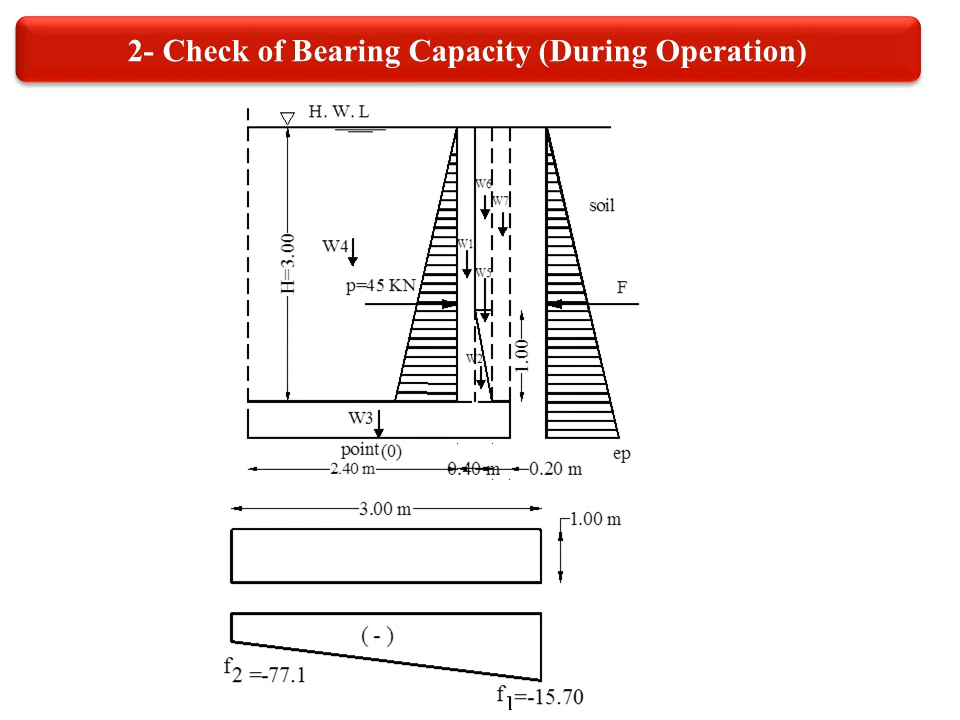 2- Check of Bearing Capacity (During Operation)
H. W. L
W6
W7
soil
W4
W1
H=3.00
W5
p=45 KN
F
1.00
W2
W3
point(0)
ep
2.40 m
0.40 m
0.20 m
3.00 m
1.00 m
( - )
f2 =-77.1
f1=-15.70